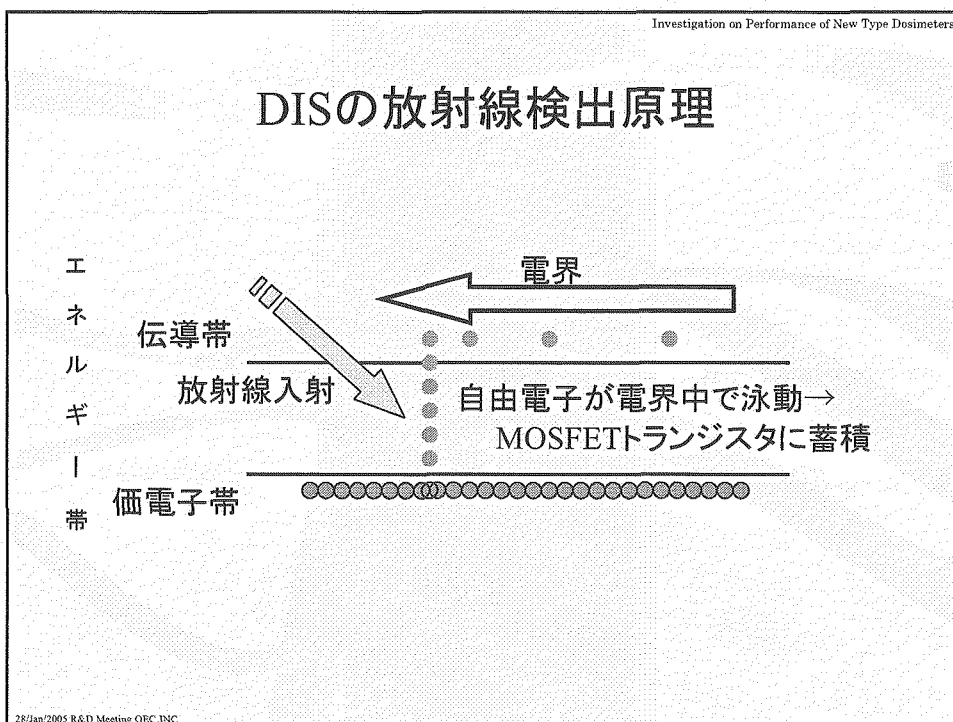 Investigation on Performance of New Type Dosimeters
DISの放射線検出原理
エネルギー帯
電界
伝導帯
放射線入射
自由電子が電界中で泳動→
MOSFETトランジスタに蓄積
価電子帯
28/Jan/2005 R&D Meeting OEC,INC